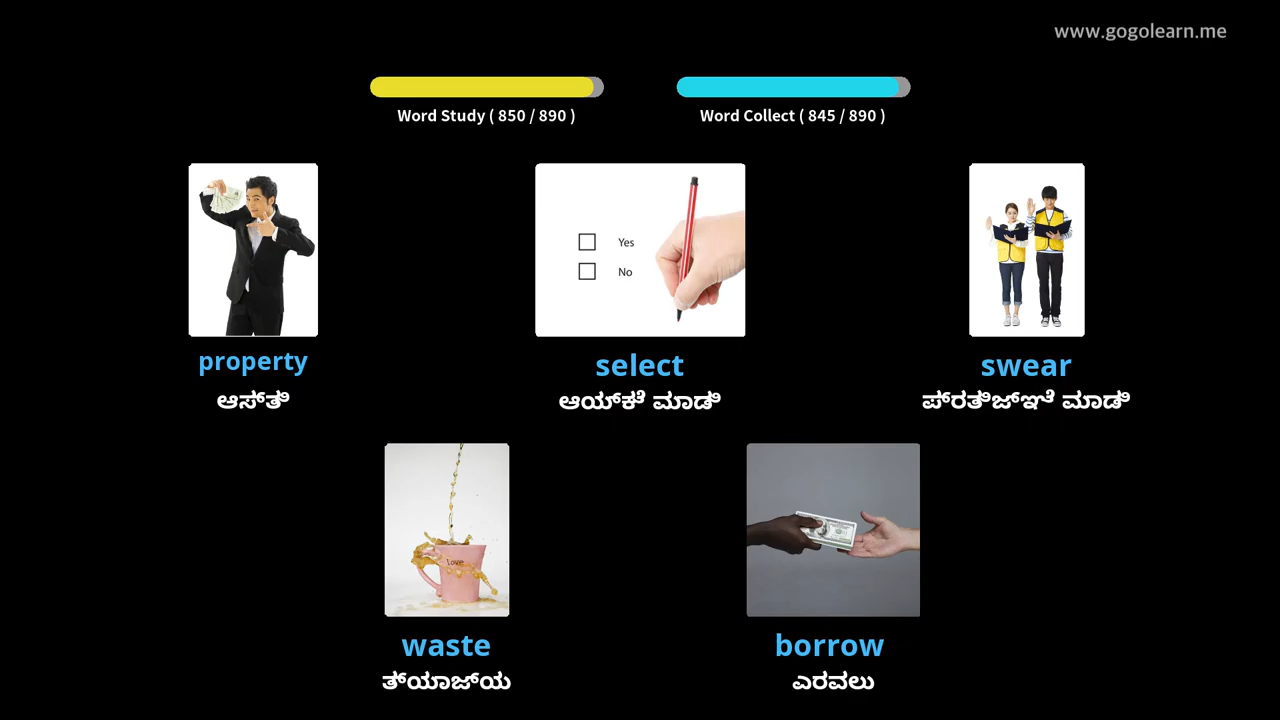 www.gogolearn.me
Word Study ( 850 / 890 )
Word Collect ( 845 / 890 )
Yes
No
property
select
swear
ಆಸ್ತಿ
ಆಯ್ಕೆ ಮಾಡಿ
ಪ್ರತಿಜ್ಞೆ ಮಾಡಿ
love
waste
borrow
ತ್ಯಾಜ್ಯ
ಎರವಲು